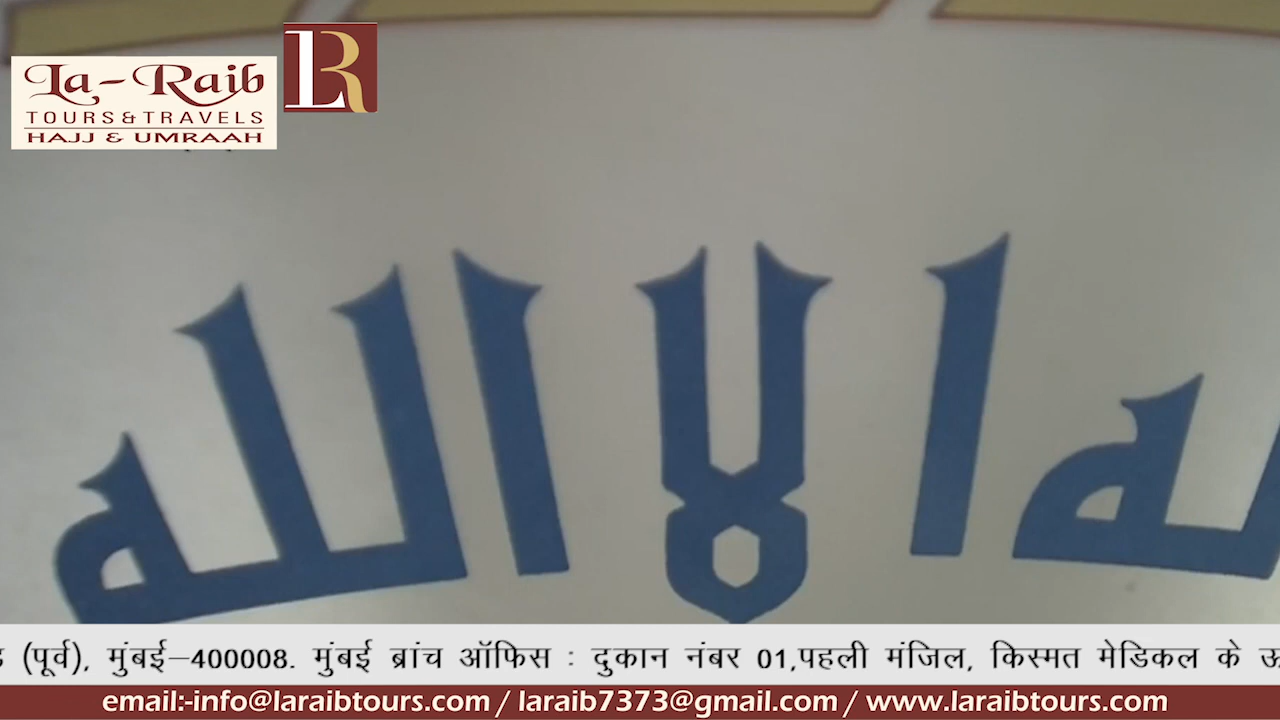 La-Raib
TOURS & TRAVELS
HAJJ & UMRAAH
LR
له الا الله
(पूर्व), मुंबई–400008. मुंबई ब्रांच ऑफिस : दुकान नंबर 01,पहली मंजिल, किस्मत मेडिकल के
email:-info@laraibtours.com / laraib7373@gmail.com / www.laraibtours.com